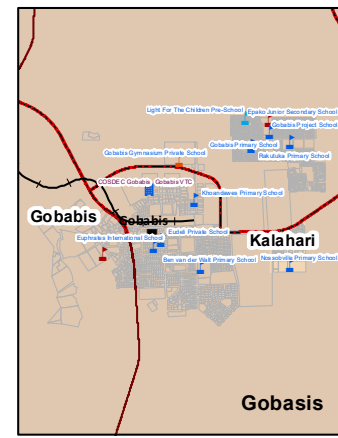 Light For The Children Pre-School
Epako Junior Secondary School
Gobabis Project School
Gobabis Primary School
Rakutuka Primary School
Gobabis Gymnasium Private School
COSDEC Gobabis
Gobabis VTC
Khoandawes Primary School
Gobabis
Gobabis
Eudeli Private School
Euphrates International School
Kalahari
Ben van der Walt Primary School
Nossobville Primary School
Gobasis